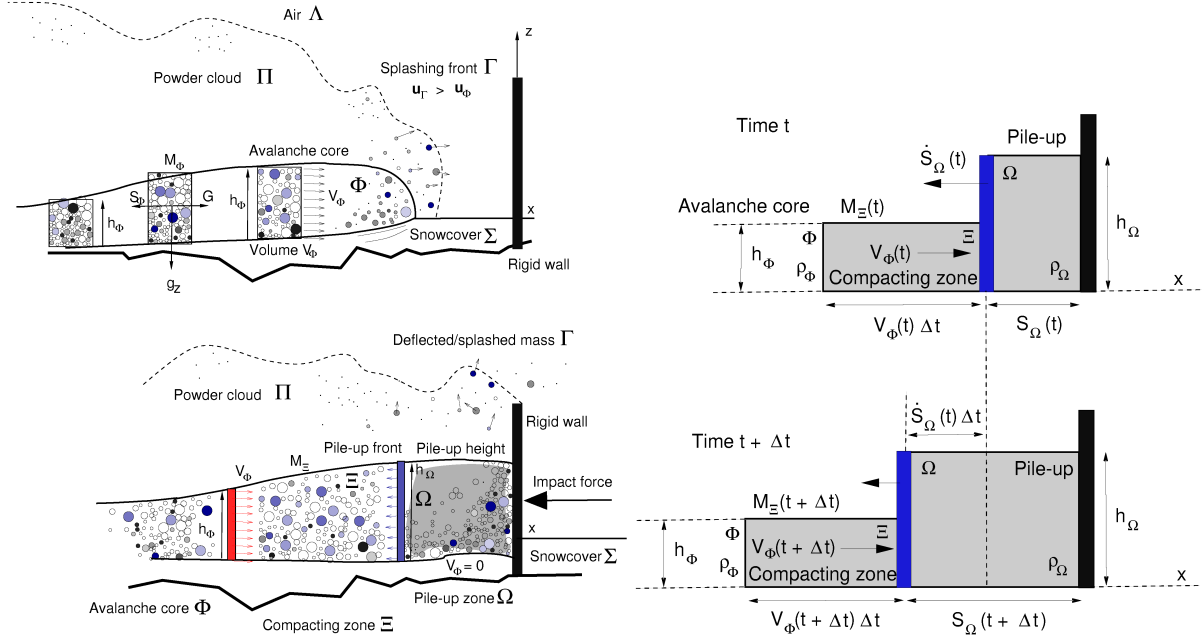 Air Λ
z
Powder cloud Π
Splashing front Γ
u_Γ > u_Φ
Avalanche core
M_Φ
S_Φ
G
h_Φ
h_Φ
V_Φ
Φ
x
Snowcover Σ
Volume V_Φ
Rigid wall
g_z
Deflected/splashed mass Γ
Powder cloud Π
Rigid wall
Pile-up front
Pile-up height
V_Φ
M_Ξ
Ξ
h_Ω
Ω
Impact force
h_Φ
x
Snowcover Σ
V_Φ = 0
Avalanche core Φ
Pile-up zone Ω
Compacting zone Ξ
Time t
Pile-up
Ṡ_Ω(t)
Ω
Avalanche core
M_Ξ(t)
h_Φ
Φ
Ξ
V_Φ(t)
h_Ω
ρ_Φ
Compacting zone
ρ_Ω
x
V_Φ(t) Δt
S_Ω(t)
Ṡ_Ω(t) Δt
Time t + Δt
Ω
Pile-up
M_Ξ(t + Δt)
h_Φ
Φ
Ξ
V_Φ(t + Δt)
h_Ω
ρ_Φ
Compacting zone
ρ_Ω
x
V_Φ(t + Δt) Δt
S_Ω(t + Δt)